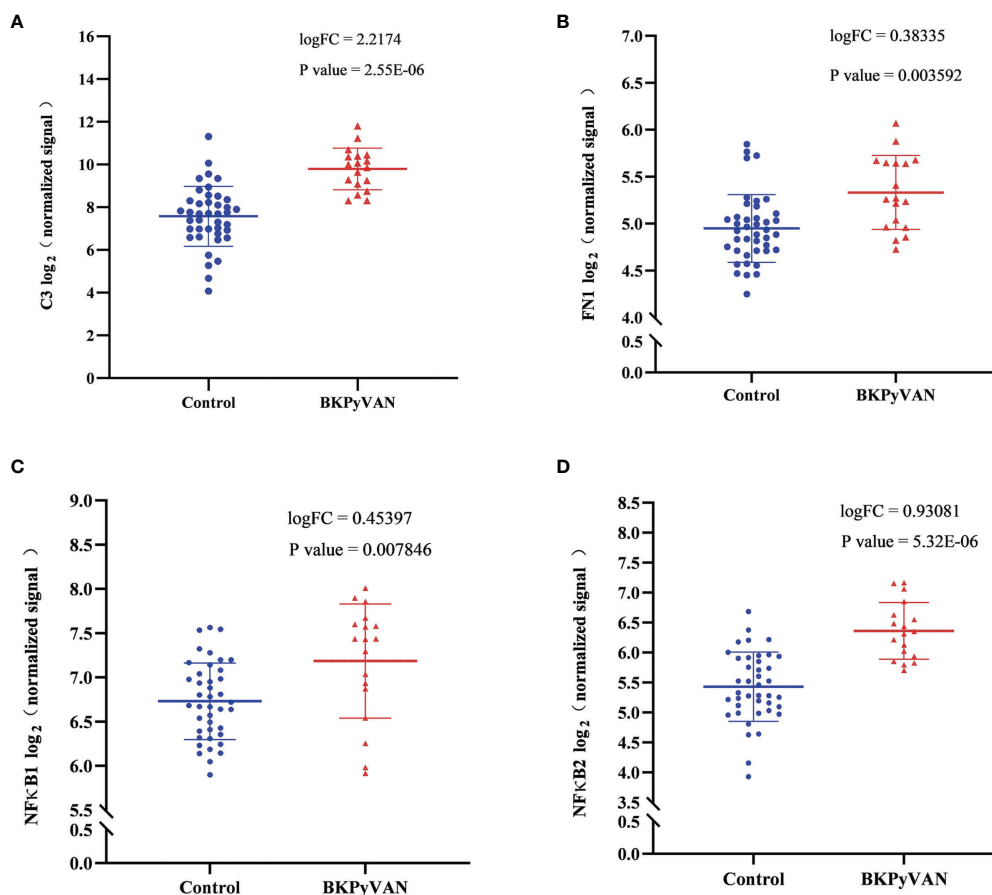 A
logFC = 2.2174
P value = 2.55E-06
C3 log2（normalized signal）
16
14
12
10
8
6
4
2
0
Control
BKPyVAN
B
logFC = 0.38335
P value = 0.003592
FN1 log2（normalized signal）
7.0
6.5
6.0
5.5
5.0
4.5
4.0
0.5
0.0
Control
BKPyVAN
C
logFC = 0.45397
P value = 0.007846
NFκB1 log2（normalized signal）
9.0
8.5
8.0
7.5
7.0
6.5
6.0
5.5
0.5
0.0
Control
BKPyVAN
D
logFC = 0.93081
P value = 5.32E-06
NFκB2 log2（normalized signal）
8.5
8.0
7.5
7.0
6.5
6.0
5.5
5.0
4.5
4.0
3.5
0.5
0.0
Control
BKPyVAN